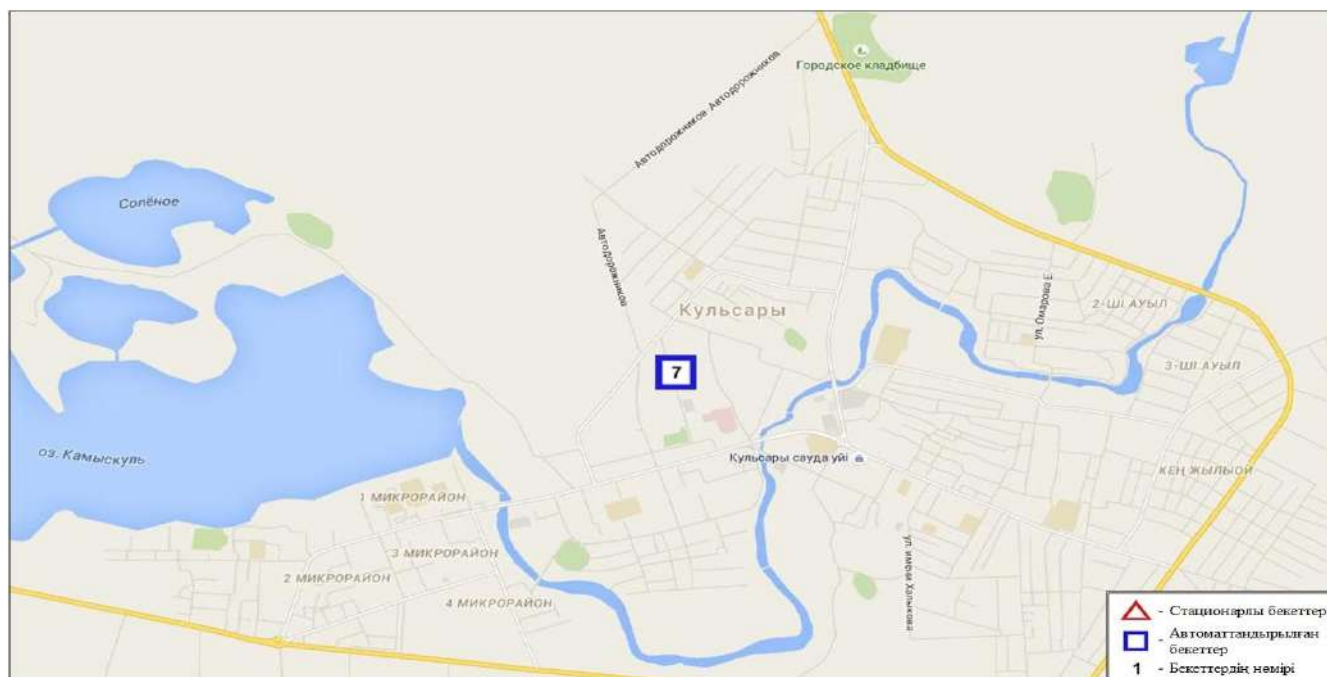 Городское кладбище
Автодорожников Автодорожников
Солёное
Автодорожников
Кульсары
ул. Омарова Е.
2-ШІ АУЫЛ
3-ШІ АУЫЛ
7
оз. Камыскуль
Кульсары сауда уйі
КЕҢ ЖЫЛЫОЙ
1 МИКРОРАЙОН
3 МИКРОРАЙОН
2 МИКРОРАЙОН
4 МИКРОРАЙОН
ул. имени Халыкова
- Стационарлы бекеттер
- Автоматтандырылған
бекеттер
1 - Бекеттердің нөмірі